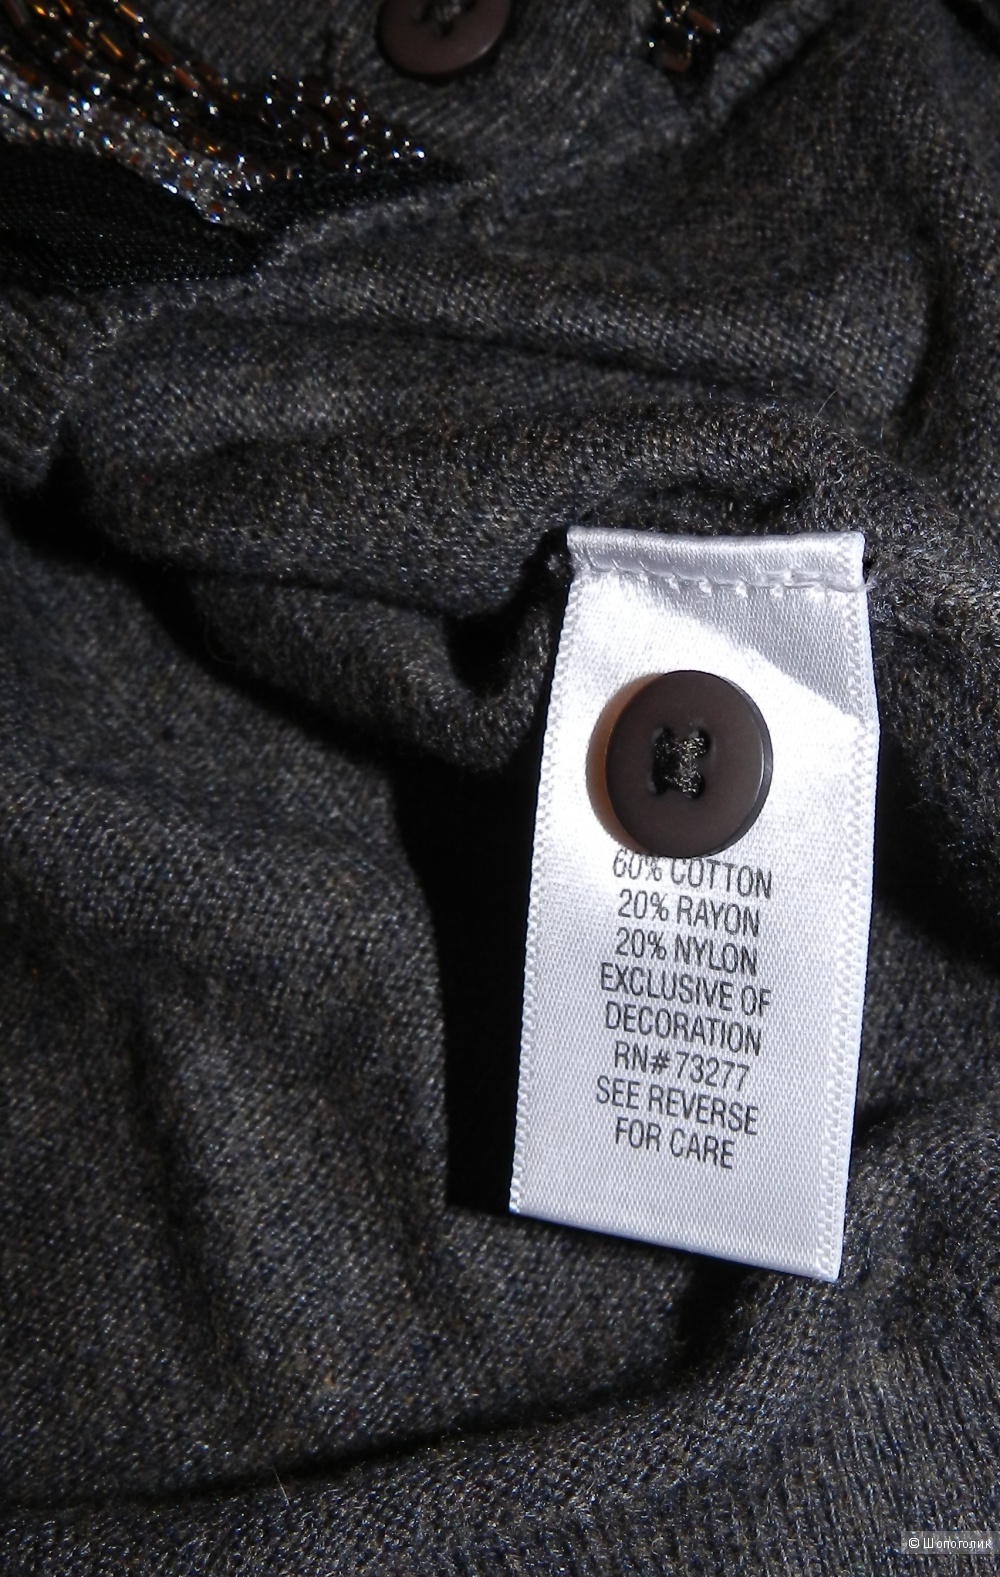 60% COTTON
20% RAYON
20% NYLON
EXCLUSIVE OF
DECORATION
RN# 73277
SEE REVERSE
FOR CARE
© Шопоголик